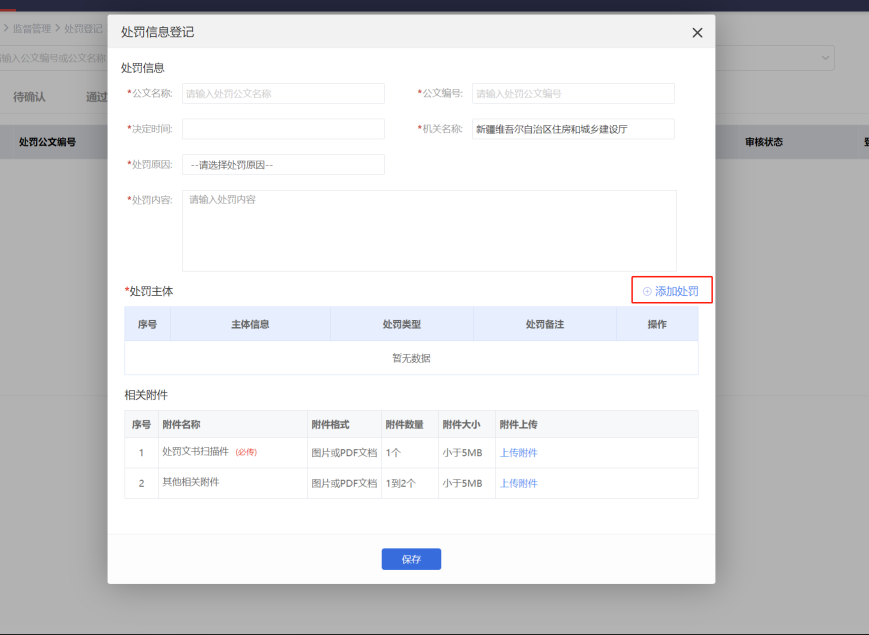 监督管理 > 处罚登记
处罚信息登记
输入公文编号或公文名称
处罚信息
*公文名称: 请输入处罚公文名称 *公文编号: 请输入处罚公文编号
待确认 通过
*决定时间: *机关名称: 新疆维吾尔自治区住房和城乡建设厅
处罚公文编号 审核状态
*处罚原因: --请选择处罚原因--
*处罚内容: 请输入处罚内容
*处罚主体 添加处罚
序号 主体信息 处罚类型 处罚备注 操作
暂无数据
相关附件
序号 附件名称 附件格式 附件数量 附件大小 附件上传
1 处罚文书扫描件 (必传) 图片或PDF文档 1个 小于5MB 上传附件
2 其他相关附件 图片或PDF文档 1到2个 小于5MB 上传附件
保存